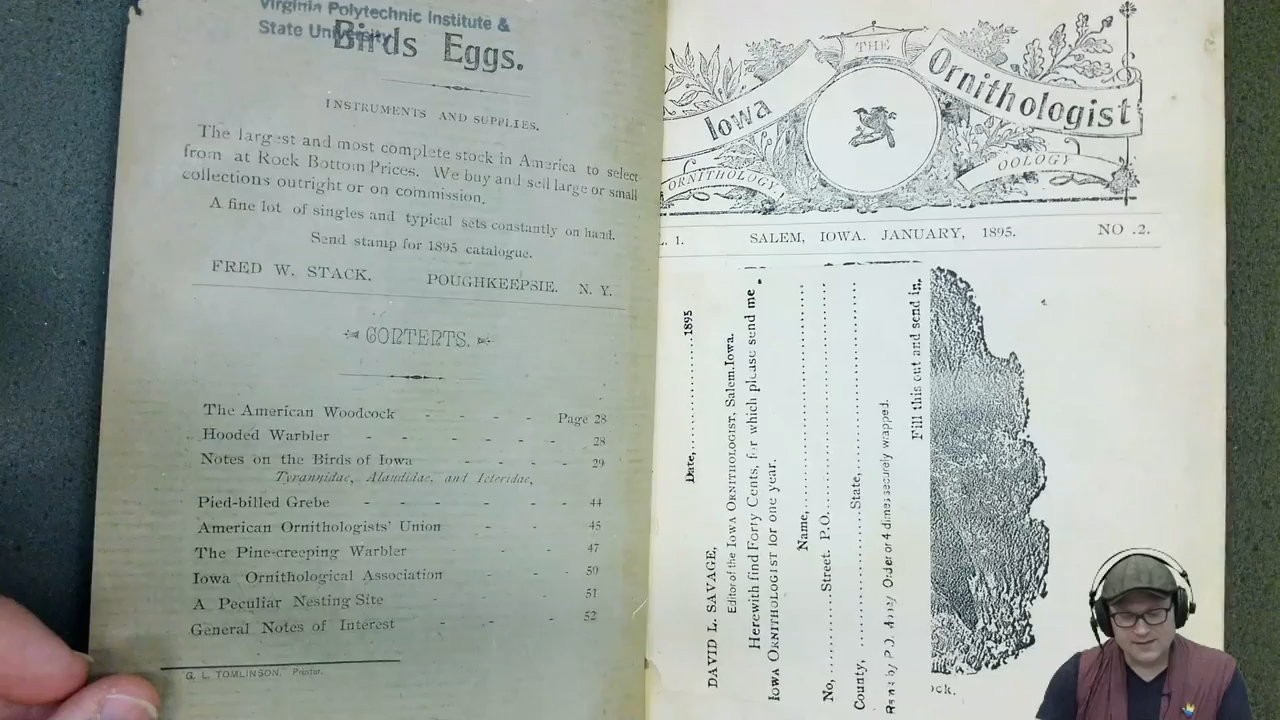 Virginia Polytechnic Institute &
State University
Birds Eggs.
INSTRUMENTS AND SUPPLIES.
The largest and most complete stock in America to select
from at Rock Bottom Prices. We buy and sell large or small
collections outright or on commission.
A fine lot of singles and typical sets constantly on hand.
Send stamp for 1895 catalogue.
FRED W. STACK. POUGHKEEPSIE. N. Y.
CONTENTS.
The American Woodcock - - - - Page 28
Hooded Warbler - - - - - - - 28
Notes on the Birds of Iowa - - - - - 29
Tyrannidae, Alaudidae, and Icteridae,
Pied-billed Grebe - - - - - - 44
American Ornithologists' Union - - - 45
The Pine-creeping Warbler - - - 47
Iowa Ornithological Association - - - 50
A Peculiar Nesting Site - - - - 51
General Notes of Interest - - - 52
G. L. TOMLINSON. Printer.
THE
Iowa Ornithologist
ORNITHOLOGY. OOLOGY
L. 1. SALEM, IOWA. JANUARY, 1895. NO .2.
Date,....................1895
DAVID L. SAVAGE,
Editor of the IOWA ORNITHOLOGIST, Salem, Iowa.
Herewith find Forty Cents, for which please send me
IOWA ORNITHOLOGIST for one year.
Name,....................
No,............Street. P.O.....................
County,....................State,....................
by P.O. Order or 4 dimes securely wapped.
Fill this out and send in.
ock.